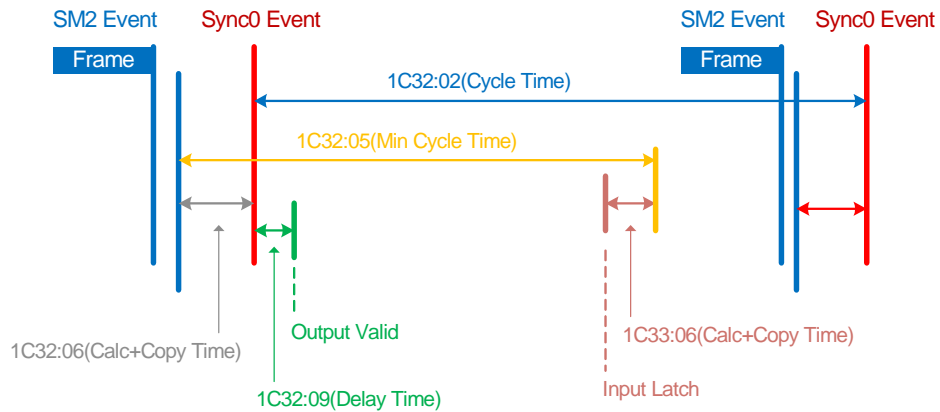 SM2 Event
Sync0 Event
SM2 Event
Sync0 Event
Frame
Frame
1C32:02(Cycle Time)
1C32:05(Min Cycle Time)
Output Valid
1C33:06(Calc+Copy Time)
1C32:06(Calc+Copy Time)
Input Latch
1C32:09(Delay Time)